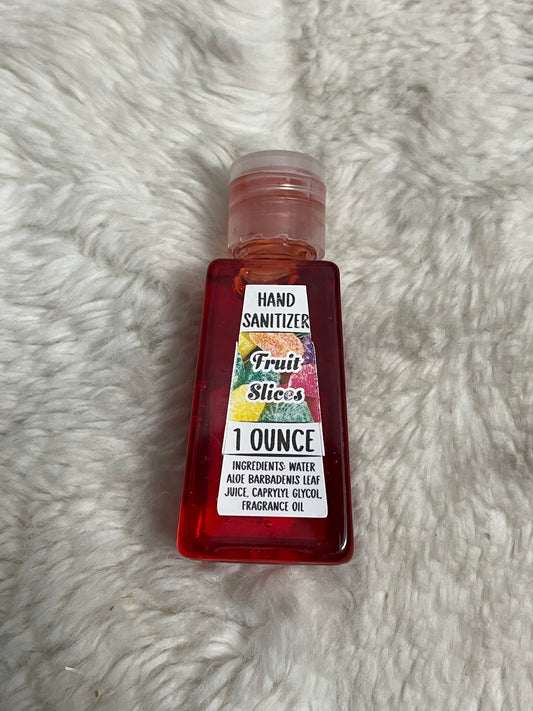 HAND
SANITIZER
Fruit
Slices
1 OUNCE
INGREDIENTS: WATER
ALOE BARBADENIS LEAF
JUICE, CAPRYLYL GLYCOL,
FRAGRANCE OIL